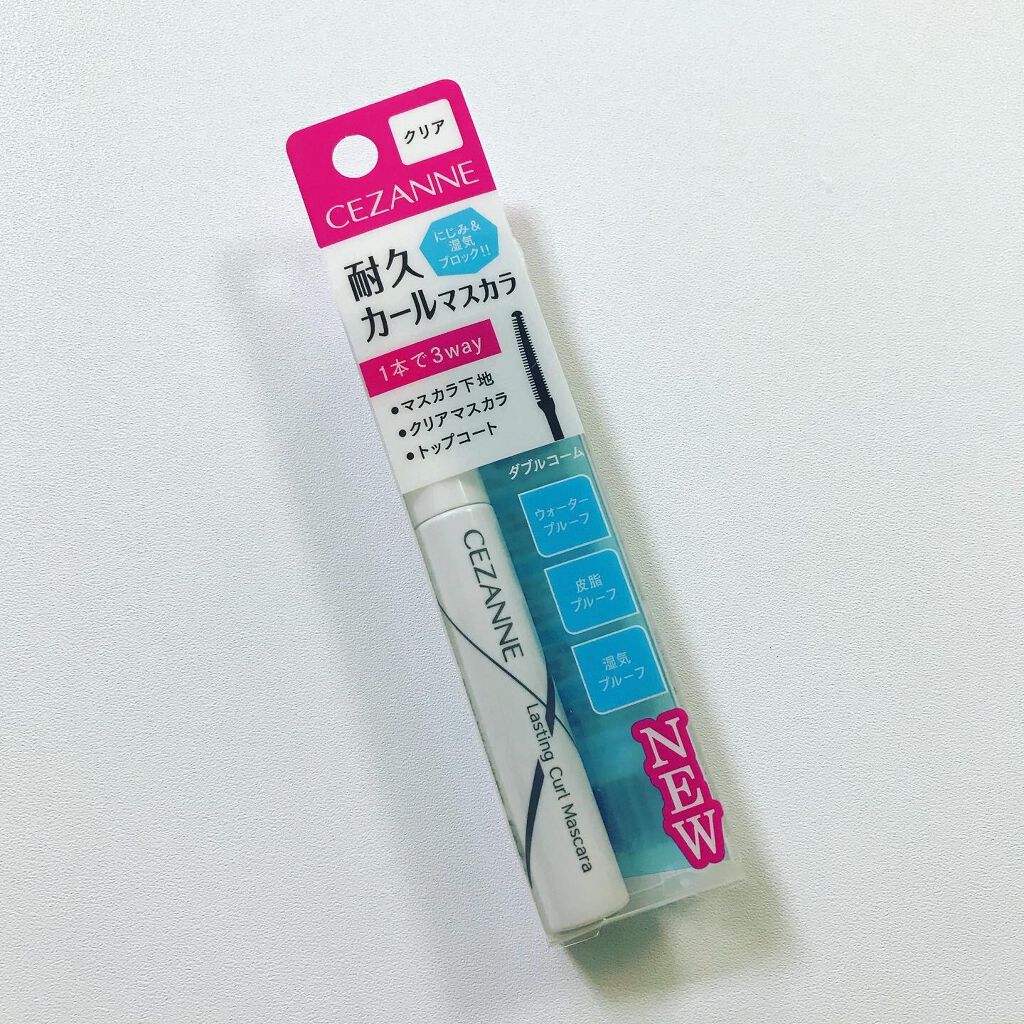 クリア
CEZANNE
にじみ&
湿気
ブロック!!
耐久
カールマスカラ
1本で3way
•マスカラ下地
•クリアマスカラ
•トップコート
ダブルコーム
ウォーター
プルーフ
皮脂
プルーフ
湿気
プルーフ
CEZANNE
Lasting Curl Mascara
NEW